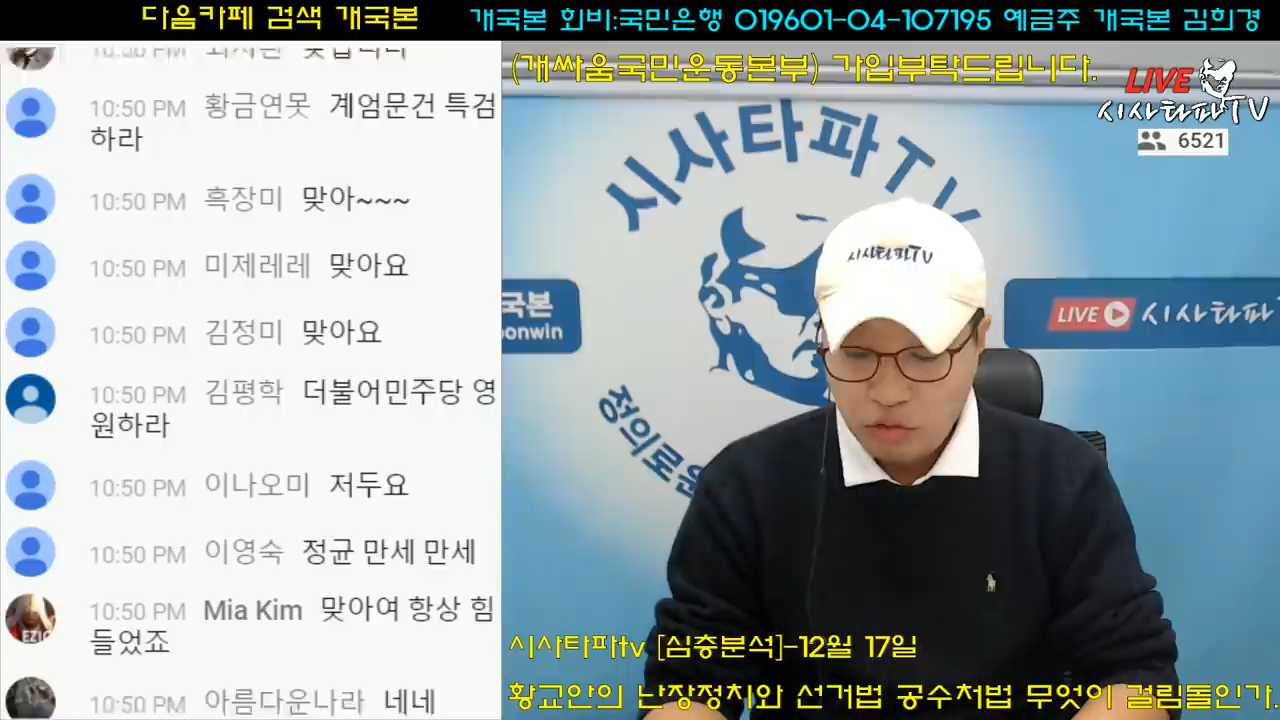 다음카페 검색 개국본 개국본 회비:국민은행 019601-04-107195 예금주 개국본 김희경
(개싸움국민운동본부) 가입부탁드립니다.
LIVE
시사타파TV
6521
10:50 PM 황금연못 계엄문건 특검
하라
10:50 PM 흑장미 맞아~~~
10:50 PM 미제레레 맞아요
10:50 PM 김정미 맞아요
10:50 PM 김평학 더불어민주당 영
원하라
10:50 PM 이나오미 저두요
10:50 PM 이영숙 정균 만세 만세
10:50 PM Mia Kim 맞아여 항상 힘
들었죠
10:50 PM 아름다운나라 네네
시사타파TV
시사타파TV
국본
onwin
LIVE 시사타파
정의로운
시사타파tv [심층분석]-12월 17일
황교안의 난장정치와 선거법 공수처법 무엇이 걸림돌인가.